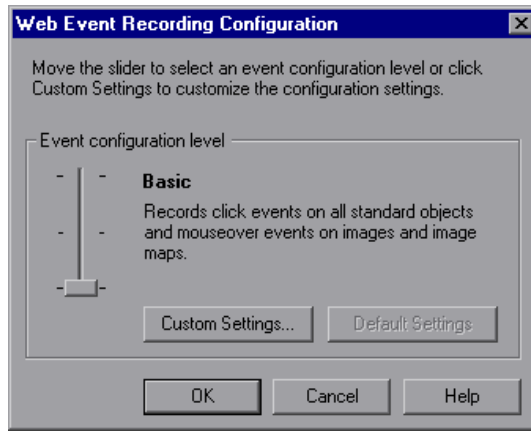 Web Event Recording Configuration
Move the slider to select an event configuration level or click
Custom Settings to customize the configuration settings.
Event configuration level
Basic
Records click events on all standard objects
and mouseover events on images and image
maps.
Custom Settings...
Default Settings
OK
Cancel
Help